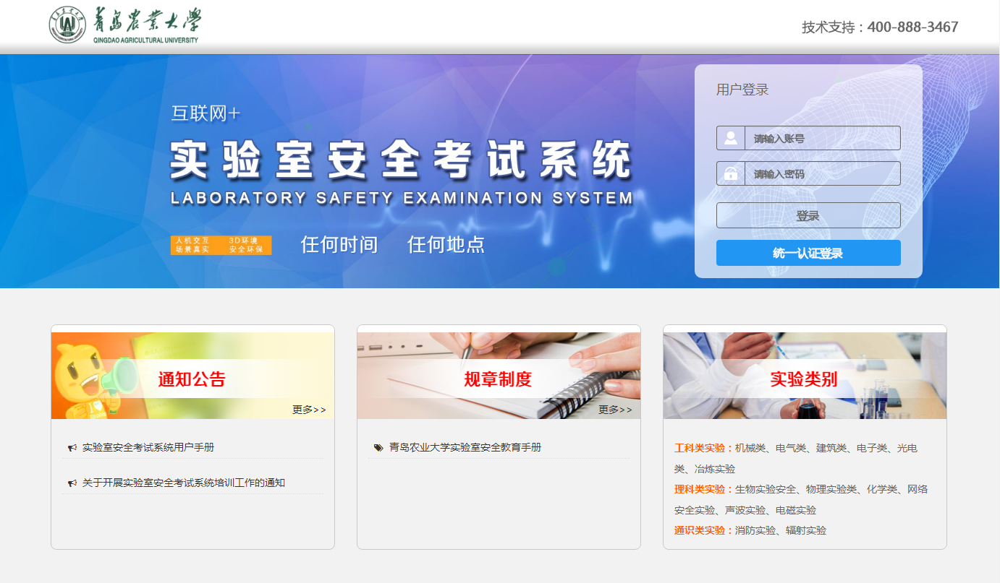 青岛农业大学
QINGDAO AGRICULTURAL UNIVERSITY
技术支持：400-888-3467
互联网+
实验室安全考试系统
LABORATORY SAFETY EXAMINATION SYSTEM
人机交互 3D环境
场景真实 安全环保
任何时间 任何地点
用户登录
请输入账号
请输入密码
登录
统一认证登录
通知公告
更多>>
实验室安全考试系统用户手册
关于开展实验室安全考试系统培训工作的通知
规章制度
更多>>
青岛农业大学实验室安全教育手册
实验类别
工科类实验：机械类、电气类、建筑类、电子类、光电
类、冶炼实验
理科类实验：生物实验安全、物理实验类、化学类、网络
安全实验、声波实验、电磁实验
通识类实验：消防实验、辐射实验